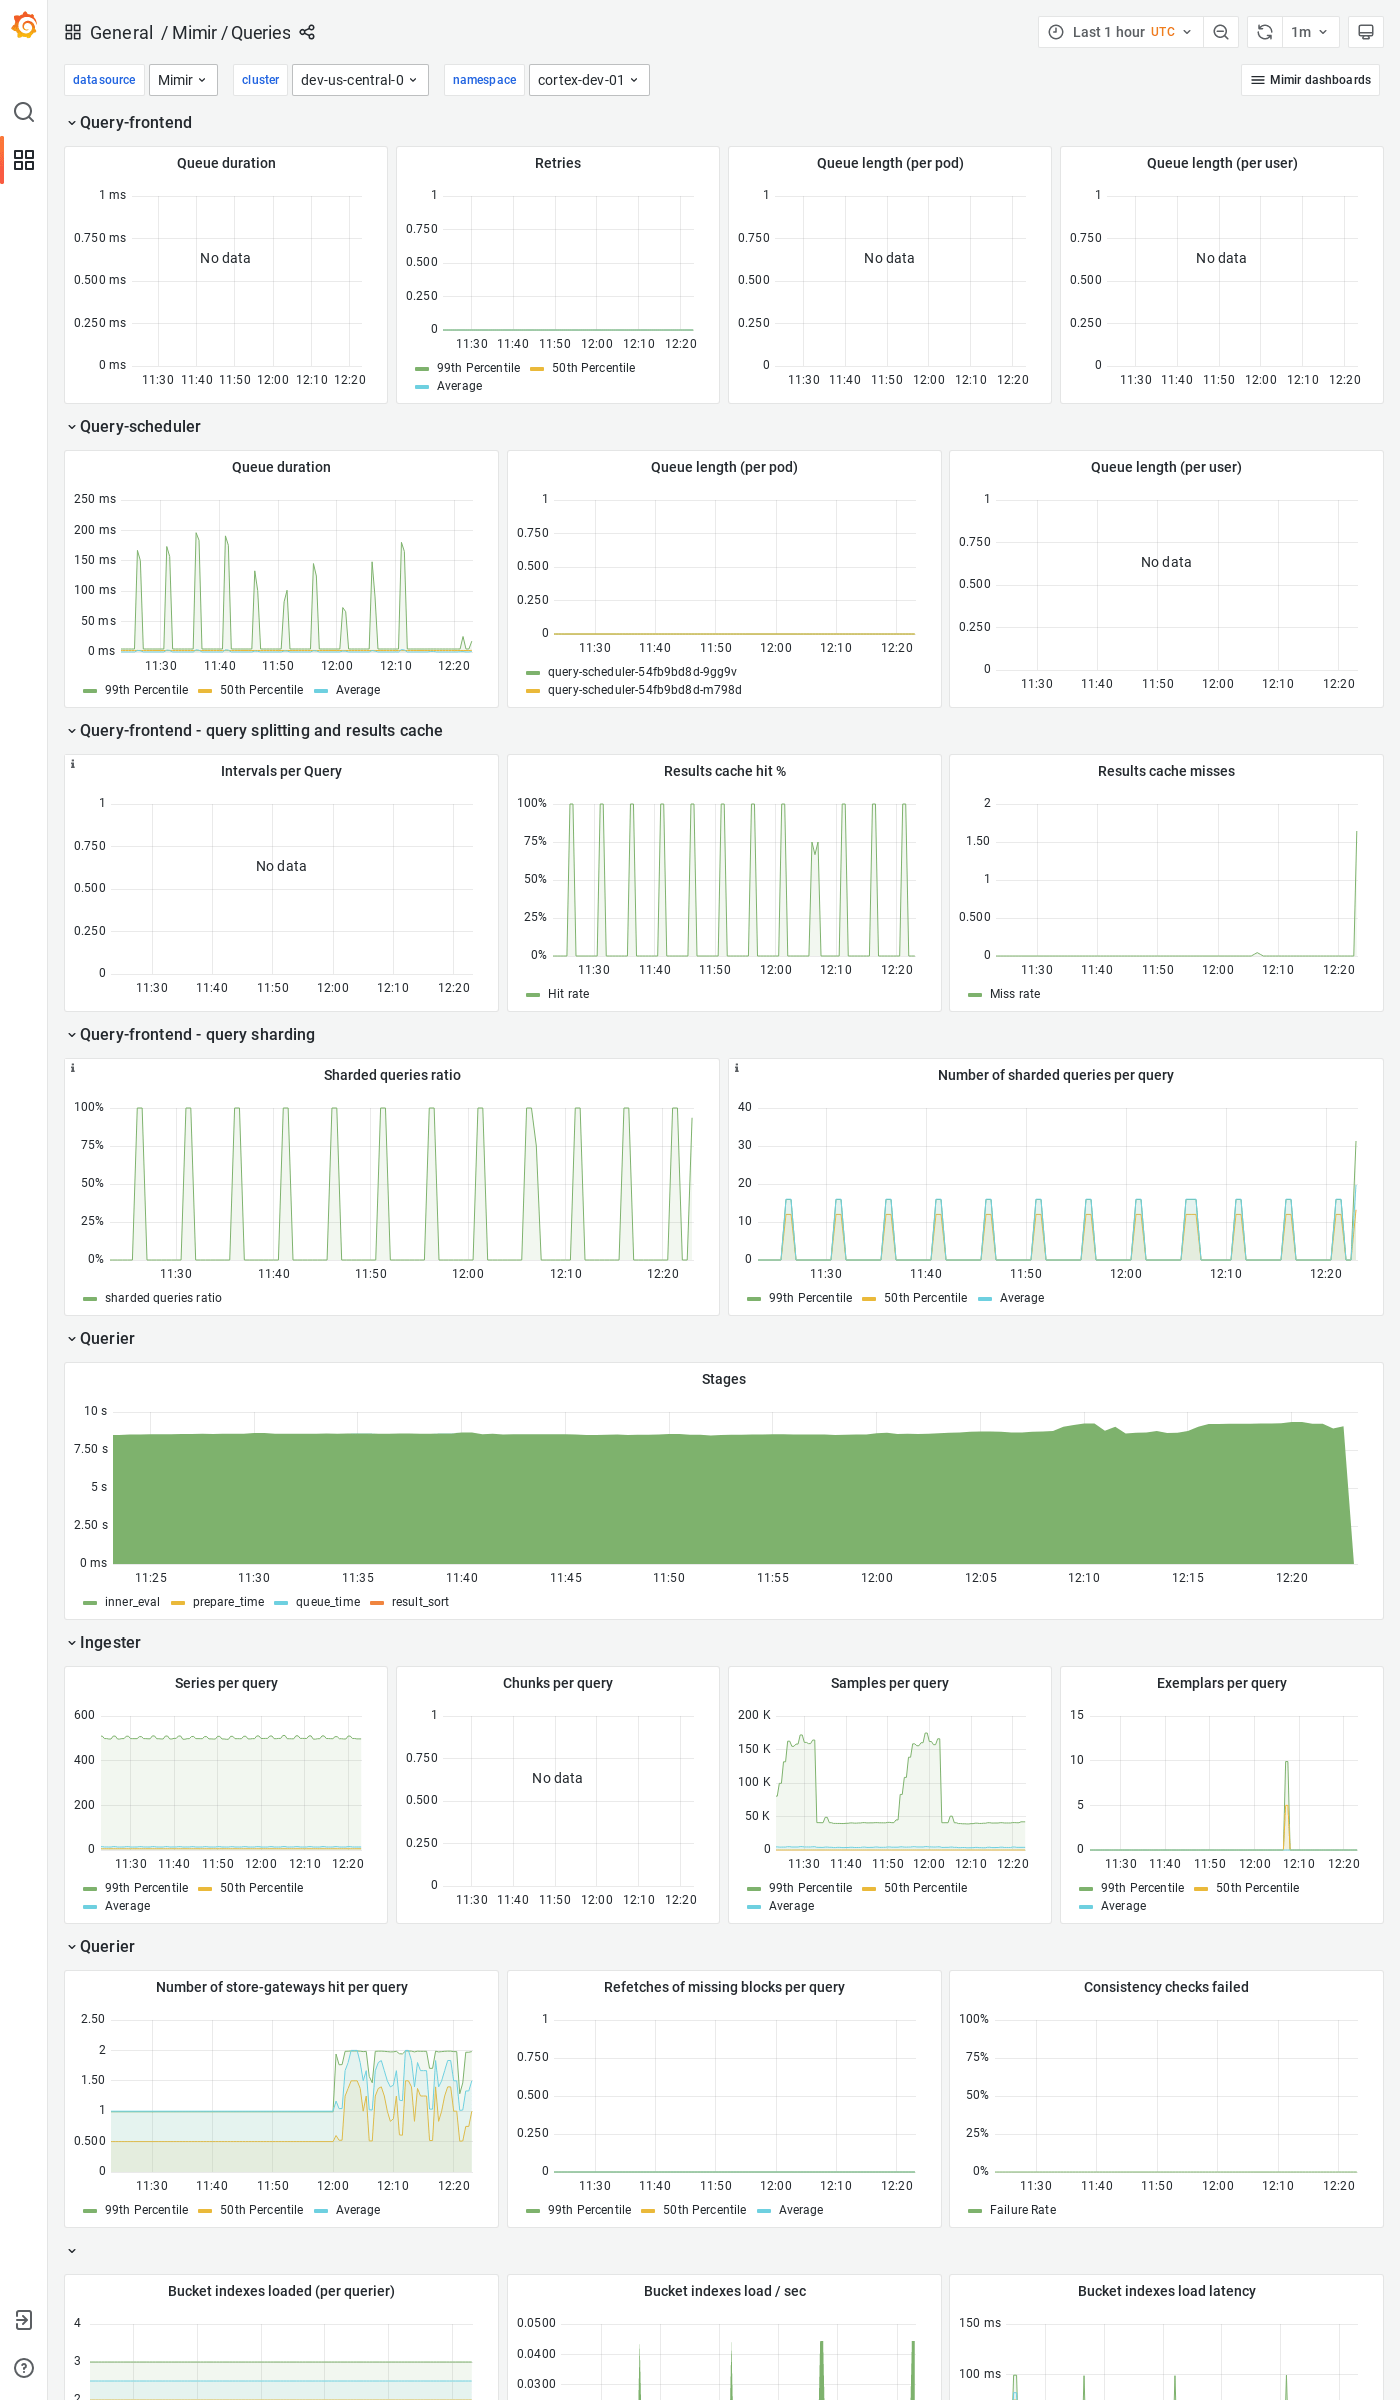 General / Mimir / Queries
Last 1 hour UTC
1m
datasource Mimir cluster dev-us-central-0 namespace cortex-dev-01 Mimir dashboards
Query-frontend
Queue duration
1 ms
0.750 ms
0.500 ms
0.250 ms
0 ms
No data
11:30 11:40 11:50 12:00 12:10 12:20
Retries
1
0.750
0.500
0.250
0
11:30 11:40 11:50 12:00 12:10 12:20
99th Percentile 50th Percentile
Average
Queue length (per pod)
1
0.750
0.500
0.250
0
No data
11:30 11:40 11:50 12:00 12:10 12:20
Queue length (per user)
1
0.750
0.500
0.250
0
No data
11:30 11:40 11:50 12:00 12:10 12:20
Query-scheduler
Queue duration
250 ms
200 ms
150 ms
100 ms
50 ms
0 ms
11:30 11:40 11:50 12:00 12:10 12:20
99th Percentile 50th Percentile Average
Queue length (per pod)
1
0.750
0.500
0.250
0
11:30 11:40 11:50 12:00 12:10 12:20
query-scheduler-54fb9bd8d-9gg9v
query-scheduler-54fb9bd8d-m798d
Queue length (per user)
1
0.750
0.500
0.250
0
No data
11:30 11:40 11:50 12:00 12:10 12:20
Query-frontend - query splitting and results cache
Intervals per Query
1
0.750
0.500
0.250
0
No data
11:30 11:40 11:50 12:00 12:10 12:20
Results cache hit %
100%
75%
50%
25%
0%
11:30 11:40 11:50 12:00 12:10 12:20
Hit rate
Results cache misses
2
1.50
1
0.500
0
11:30 11:40 11:50 12:00 12:10 12:20
Miss rate
Query-frontend - query sharding
Sharded queries ratio
100%
75%
50%
25%
0%
11:30 11:40 11:50 12:00 12:10 12:20
sharded queries ratio
Number of sharded queries per query
40
30
20
10
0
11:30 11:40 11:50 12:00 12:10 12:20
99th Percentile 50th Percentile Average
Querier
Stages
10 s
7.50 s
5 s
2.50 s
0 ms
11:25 11:30 11:35 11:40 11:45 11:50 11:55 12:00 12:05 12:10 12:15 12:20
inner_eval prepare_time queue_time result_sort
Ingester
Series per query
600
400
200
0
11:30 11:40 11:50 12:00 12:10 12:20
99th Percentile 50th Percentile
Average
Chunks per query
1
0.750
0.500
0.250
0
No data
11:30 11:40 11:50 12:00 12:10 12:20
Samples per query
200 K
150 K
100 K
50 K
0
11:30 11:40 11:50 12:00 12:10 12:20
99th Percentile 50th Percentile
Average
Exemplars per query
15
10
5
0
11:30 11:40 11:50 12:00 12:10 12:20
99th Percentile 50th Percentile
Average
Querier
Number of store-gateways hit per query
2.50
2
1.50
1
0.500
0
11:30 11:40 11:50 12:00 12:10 12:20
99th Percentile 50th Percentile Average
Refetches of missing blocks per query
1
0.750
0.500
0.250
0
11:30 11:40 11:50 12:00 12:10 12:20
99th Percentile 50th Percentile Average
Consistency checks failed
100%
75%
50%
25%
0%
11:30 11:40 11:50 12:00 12:10 12:20
Failure Rate
Bucket indexes loaded (per querier)
4
3
2
Bucket indexes load / sec
0.0500
0.0400
0.0300
Bucket indexes load latency
150 ms
100 ms